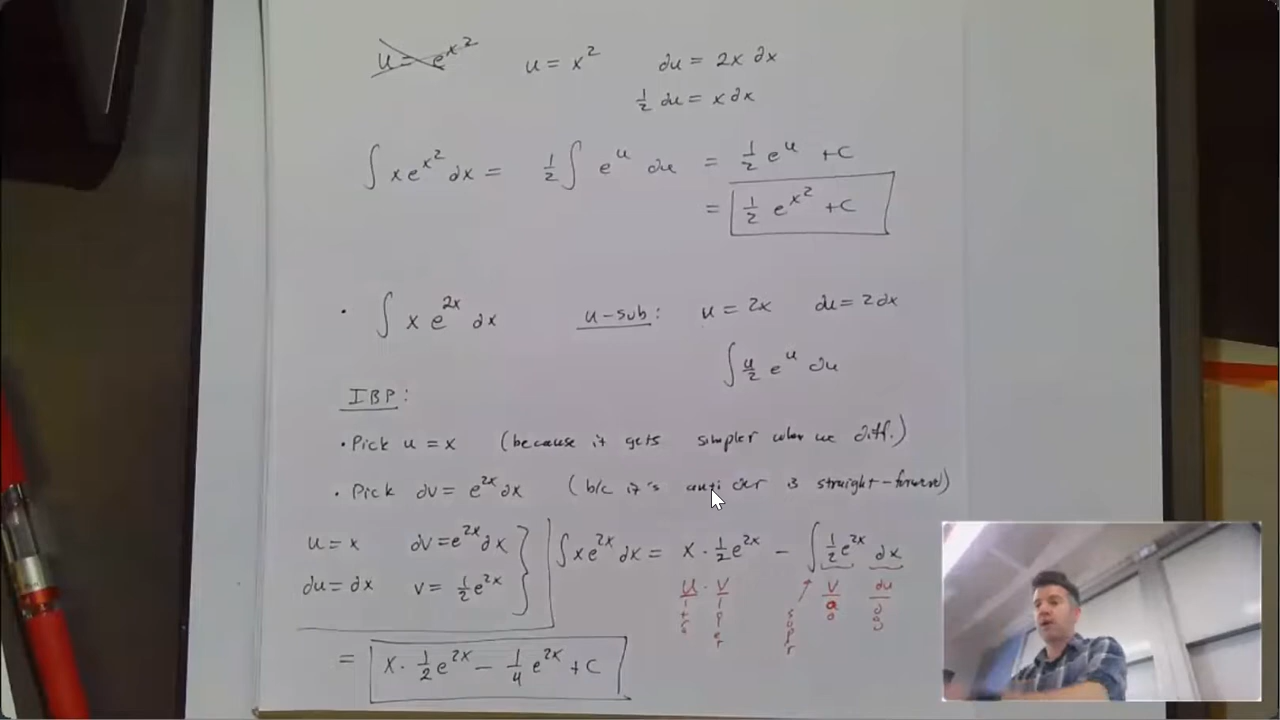 u = e^{x^2} u = x^2 du = 2x dx
1/2 du = x dx
∫ x e^{x^2} dx = 1/2 ∫ e^u du = 1/2 e^u + C
= 1/2 e^{x^2} + C
· ∫ x e^{2x} dx u-sub: u = 2x du = 2dx
∫ u/2 e^u du
IBP:
· Pick u = x (because it gets simpler when we diff.)
· Pick dv = e^{2x} dx (b/c it's anti der is straight-forward)
u = x dv = e^{2x} dx
du = dx v = 1/2 e^{2x}
∫ x e^{2x} dx = x · 1/2 e^{2x} − ∫ 1/2 e^{2x} dx
u · v v du
= x · 1/2 e^{2x} − 1/4 e^{2x} + C